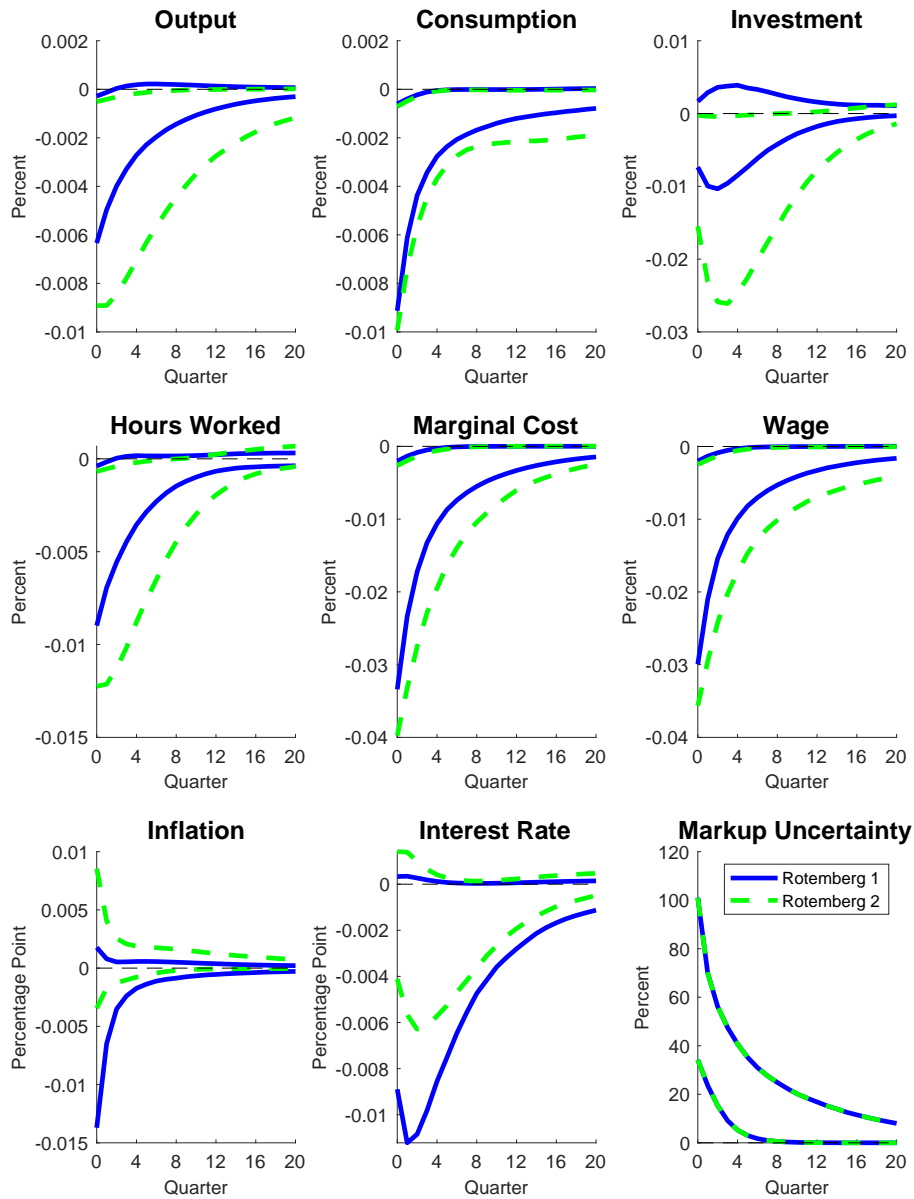 Output
Consumption
Investment
0.002
0
-0.002
-0.004
-0.006
-0.008
-0.01
Percent
0 4 8 12 16 20
Quarter
0.002
0
-0.002
-0.004
-0.006
-0.008
-0.01
Percent
0 4 8 12 16 20
Quarter
0.01
0
-0.01
-0.02
-0.03
Percent
0 4 8 12 16 20
Quarter
Hours Worked
Marginal Cost
Wage
0
-0.005
-0.01
-0.015
Percent
0 4 8 12 16 20
Quarter
0
-0.01
-0.02
-0.03
-0.04
Percent
0 4 8 12 16 20
Quarter
0
-0.01
-0.02
-0.03
-0.04
Percent
0 4 8 12 16 20
Quarter
Inflation
Interest Rate
Markup Uncertainty
0.01
0.005
0
-0.005
-0.01
-0.015
Percentage Point
0 4 8 12 16 20
Quarter
0
-0.002
-0.004
-0.006
-0.008
-0.01
Percentage Point
0 4 8 12 16 20
Quarter
120
100
80
60
40
20
0
Percent
Rotemberg 1
Rotemberg 2
0 4 8 12 16 20
Quarter